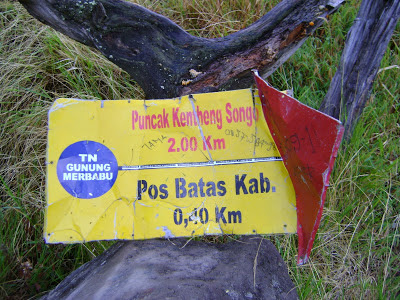 Puncak Kentheng Songo
2.00 Km
TN
GUNUNG
MERBABU
Pos Batas Kab.
0,40 Km